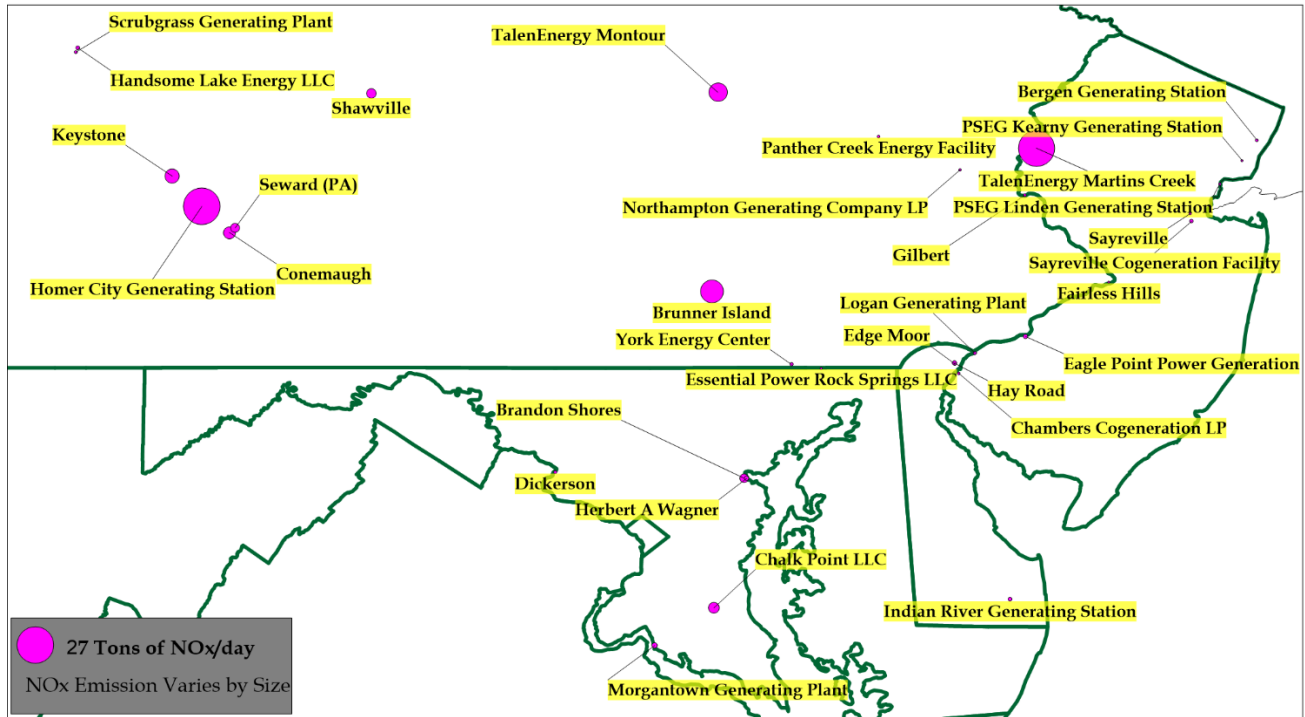 Scrubgrass Generating Plant
TalenEnergy Montour
Handsome Lake Energy LLC
Bergen Generating Station
Shawville
PSEG Kearny Generating Station
Keystone
Panther Creek Energy Facility
TalenEnergy Martins Creek
Seward (PA)
Northampton Generating Company LP
PSEG Linden Generating Station
Sayreville
Gilbert
Sayreville Cogeneration Facility
Conemaugh
Homer City Generating Station
Fairless Hills
Logan Generating Plant
Brunner Island
Edge Moor
York Energy Center
Eagle Point Power Generation
Essential Power Rock Springs LLC
Hay Road
Brandon Shores
Chambers Cogeneration LP
Dickerson
Herbert A Wagner
Chalk Point LLC
Indian River Generating Station
27 Tons of NOx/day
NOx Emission Varies by Size
Morgantown Generating Plant